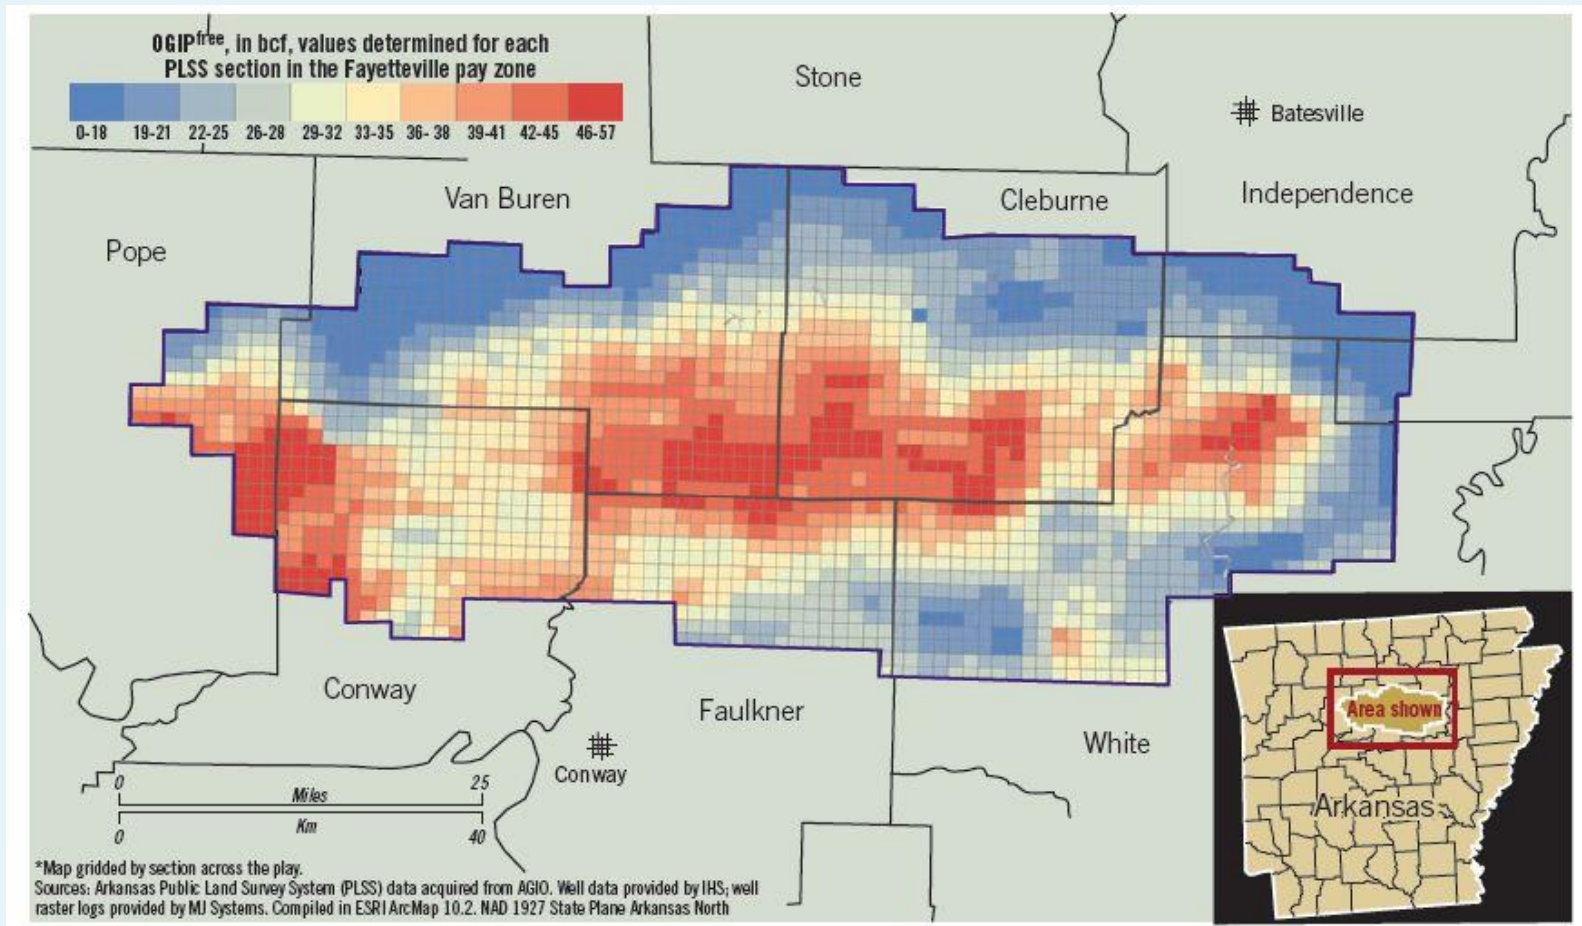 OGIPfree, in bcf, values determined for each
PLSS section in the Fayetteville pay zone
0-18 19-21 22-25 26-28 29-32 33-35 36- 38 39-41 42-45 46-57
Stone
Batesville
Van Buren
Cleburne
Independence
Pope
Conway
Faulkner
White
Conway
0 25
Miles
Km
0 40
Area shown
Arkansas
*Map gridded by section across the play.
Sources: Arkansas Public Land Survey System (PLSS) data acquired from AGIO. Well data provided by IHS; well
raster logs provided by MJ Systems. Compiled in ESRI ArcMap 10.2. NAD 1927 State Plane Arkansas North